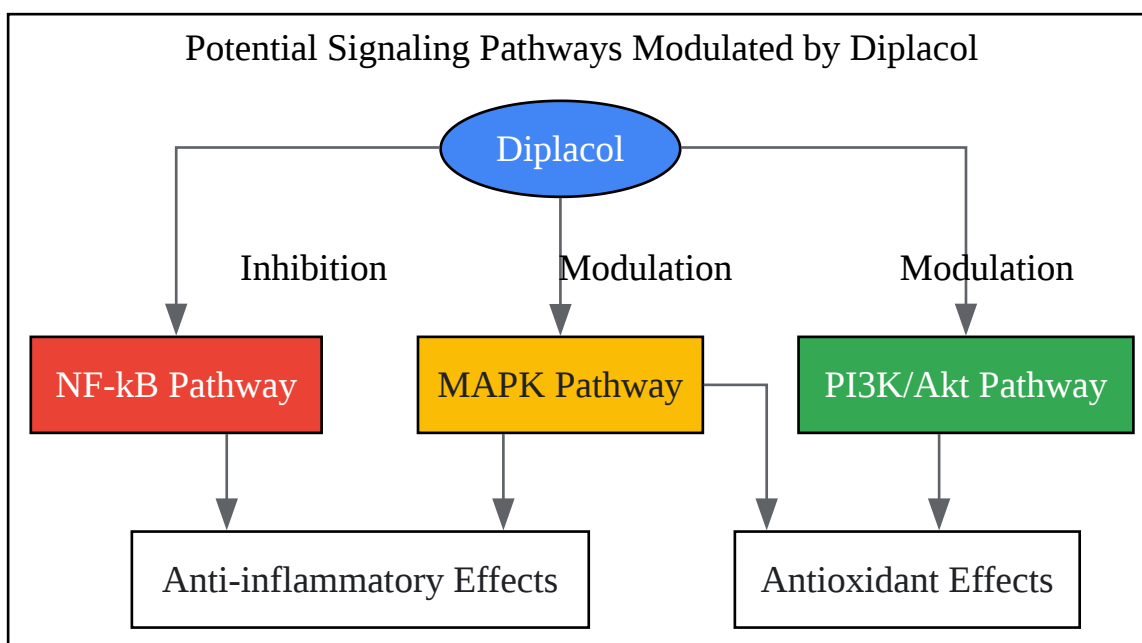 Potential Signaling Pathways Modulated by Diplacol
Diplacol
Inhibition
Modulation
Modulation
NF-kB Pathway
MAPK Pathway
PI3K/Akt Pathway
Anti-inflammatory Effects
Antioxidant Effects